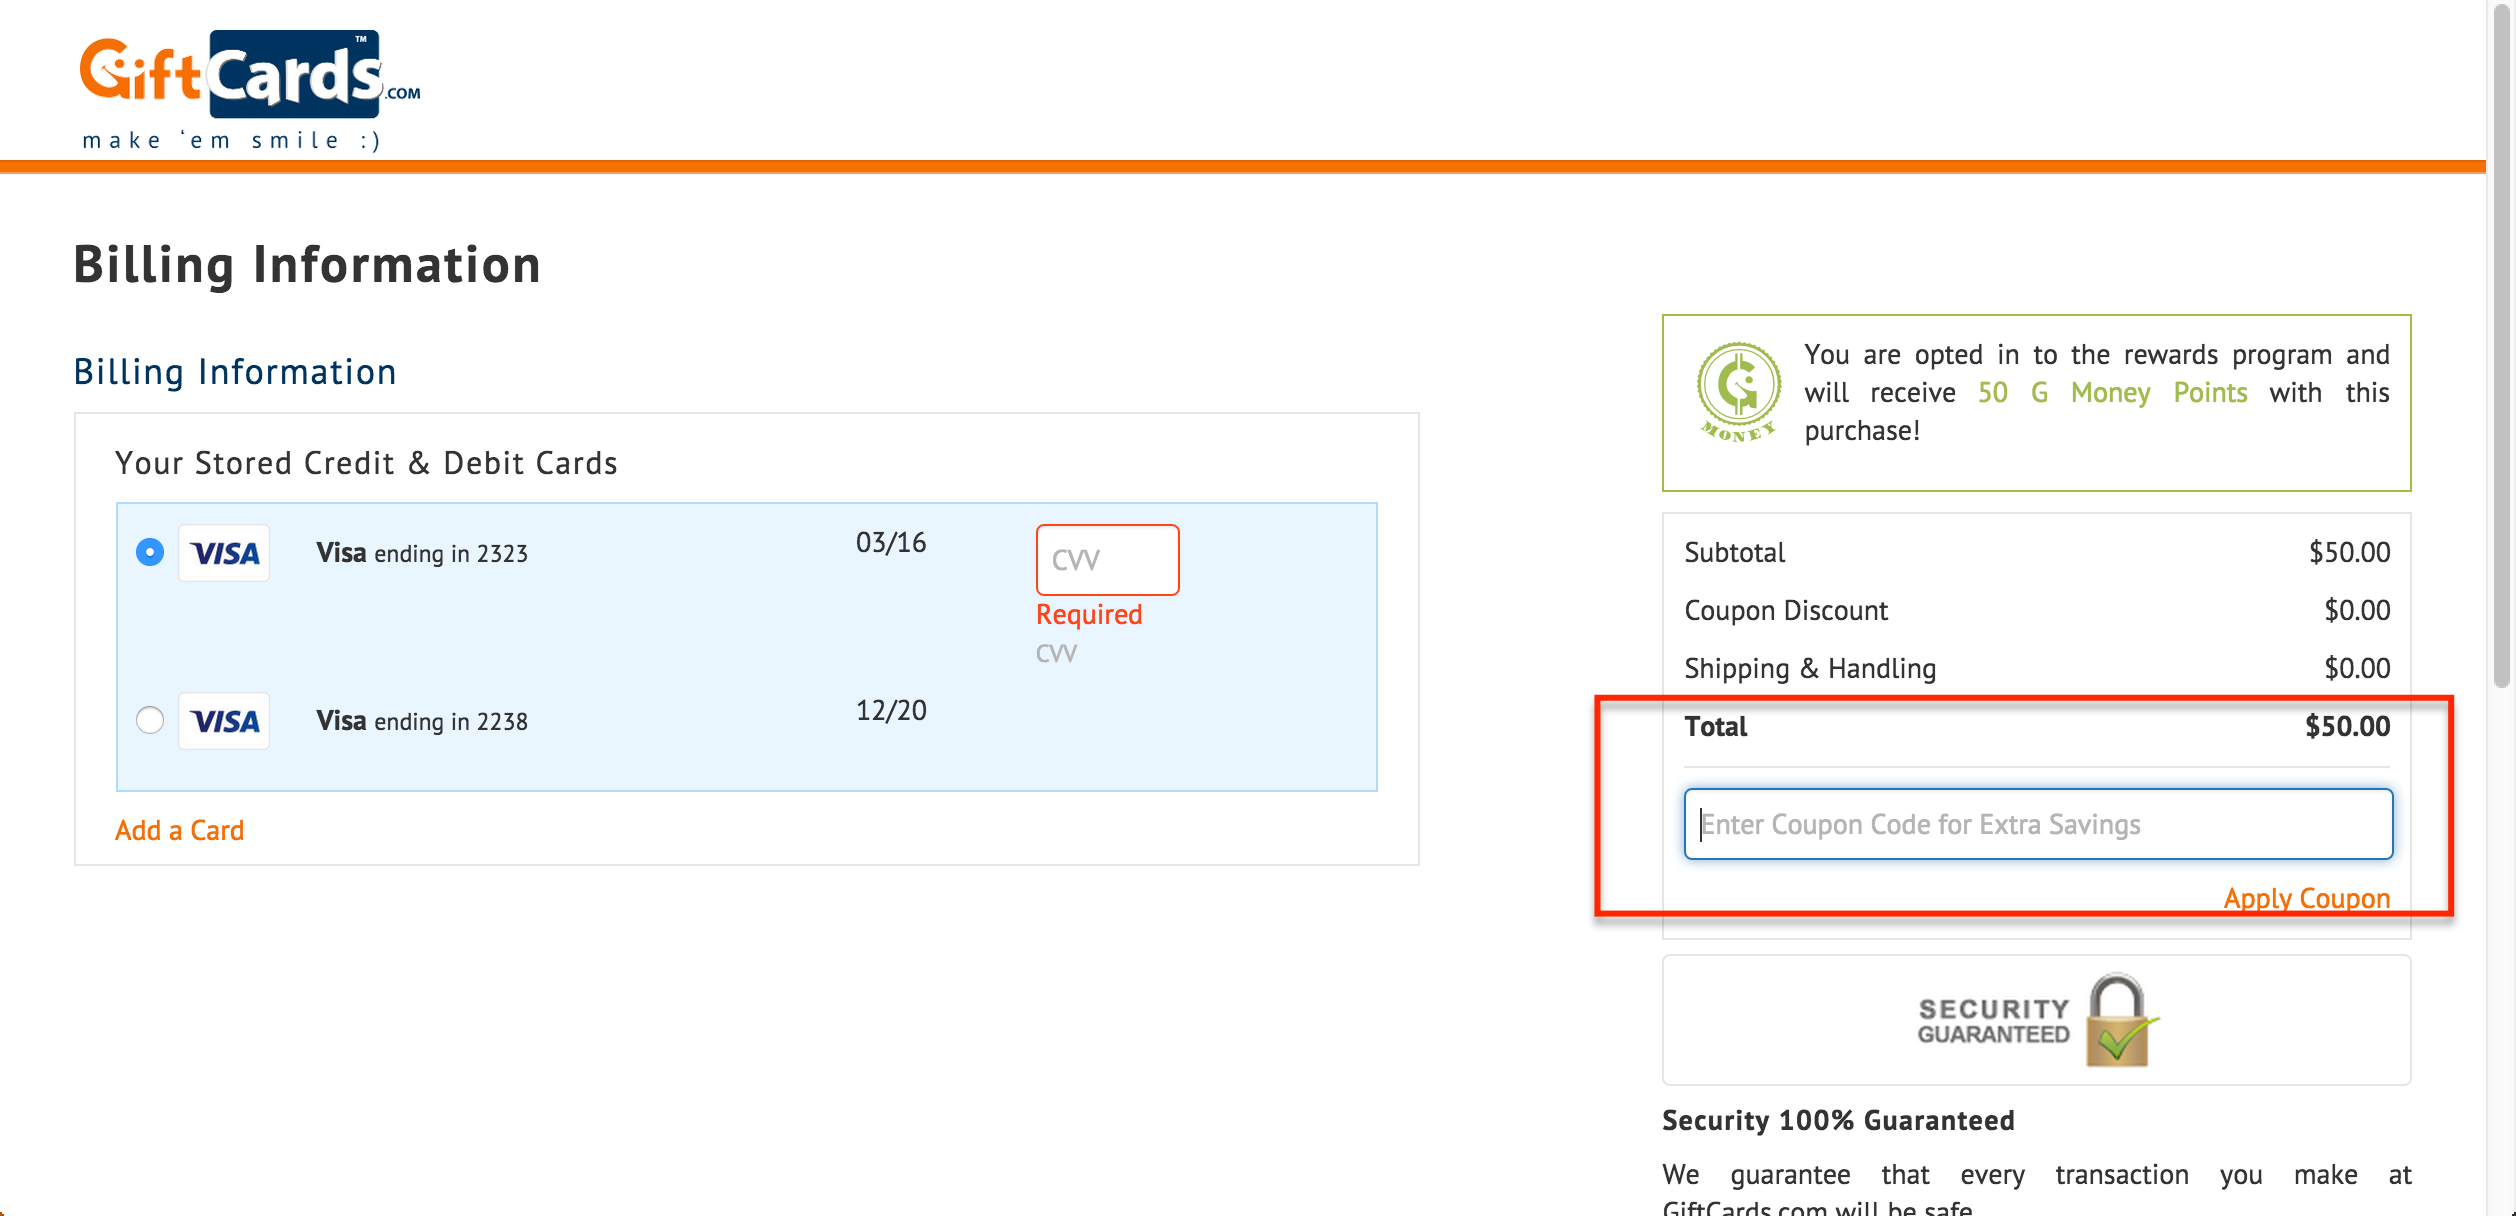 GiftCards.COM™
make ‘em smile :)
Billing Information
Billing Information
Your Stored Credit & Debit Cards
VISA Visa ending in 2323 03/16 CVV
Required
CVV
VISA Visa ending in 2238 12/20
Add a Card
You are opted in to the rewards program and
will receive 50 G Money Points with this
purchase!
G
MONEY
Subtotal $50.00
Coupon Discount $0.00
Shipping & Handling $0.00
Total $50.00
Enter Coupon Code for Extra Savings
Apply Coupon
SECURITY
GUARANTEED
Security 100% Guaranteed
We guarantee that every transaction you make at
GiftCards.com will be safe